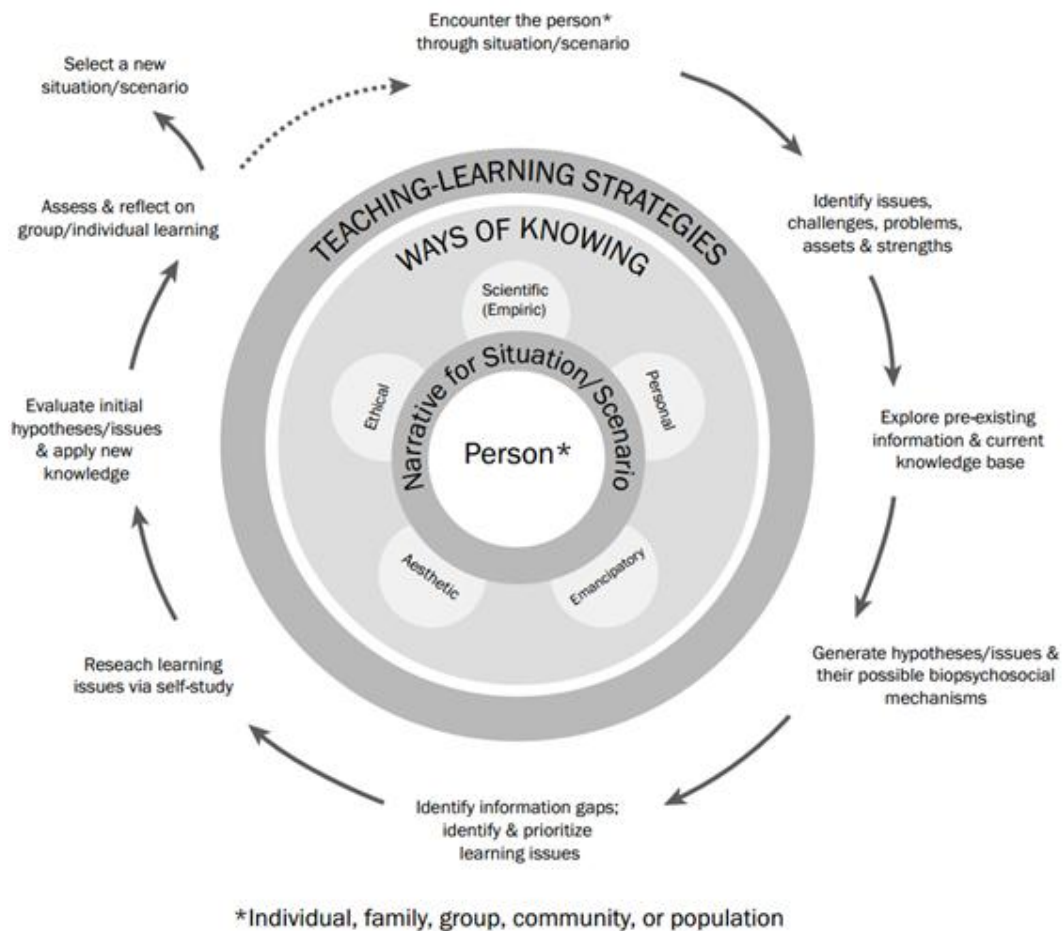 Encounter the person*
through situation/scenario
Select a new
situation/scenario
Assess & reflect on
group/individual learning
Identify issues,
challenges, problems,
assets & strengths
TEACHING-LEARNING STRATEGIES
WAYS OF KNOWING
Scientific
(Empiric)
Ethical
Personal
Narrative for Situation/Scenario
Person*
Aesthetic
Emancipatory
Evaluate initial
hypotheses/issues
& apply new
knowledge
Explore pre-existing
information & current
knowledge base
Reseach learning
issues via self-study
Generate hypotheses/issues &
their possible biopsychosocial
mechanisms
Identify information gaps;
identify & prioritize
learning issues
*Individual, family, group, community, or population